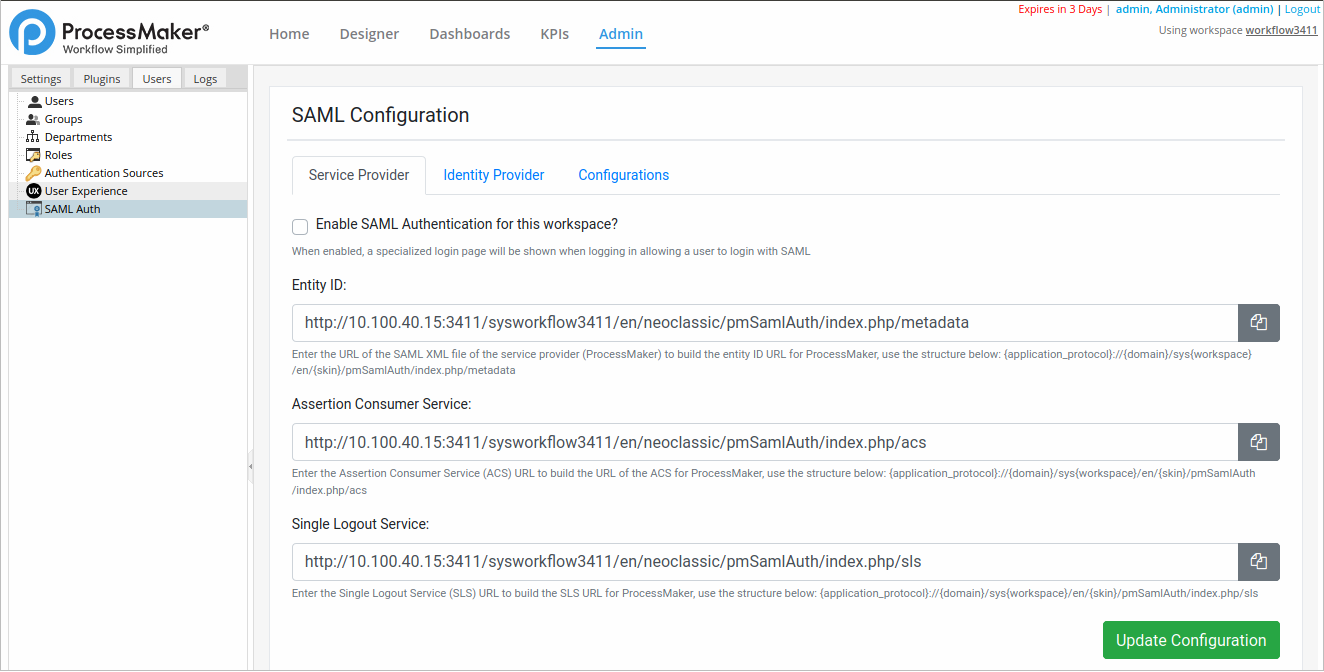 Expires in 3 Days | admin, Administrator (admin) | Logout
Using workspace workflow3411
ProcessMaker®
Workflow Simplified
Home Designer Dashboards KPIs Admin
Settings Plugins Users Logs
Users
Groups
Departments
Roles
Authentication Sources
UX User Experience
SAML Auth
SAML Configuration
Service Provider Identity Provider Configurations
Enable SAML Authentication for this workspace?
When enabled, a specialized login page will be shown when logging in allowing a user to login with SAML
Entity ID:
http://10.100.40.15:3411/sysworkflow3411/en/neoclassic/pmSamlAuth/index.php/metadata
Enter the URL of the SAML XML file of the service provider (ProcessMaker) to build the entity ID URL for ProcessMaker, use the structure below: {application_protocol}://{domain}/sys{workspace}
/en/{skin}/pmSamlAuth/index.php/metadata
Assertion Consumer Service:
http://10.100.40.15:3411/sysworkflow3411/en/neoclassic/pmSamlAuth/index.php/acs
Enter the Assertion Consumer Service (ACS) URL to build the URL of the ACS for ProcessMaker, use the structure below: {application_protocol}://{domain}/sys{workspace}/en/{skin}/pmSamlAuth
/index.php/acs
Single Logout Service:
http://10.100.40.15:3411/sysworkflow3411/en/neoclassic/pmSamlAuth/index.php/sls
Enter the Single Logout Service (SLS) URL to build the SLS URL for ProcessMaker, use the structure below: {application_protocol}://{domain}/sys{workspace}/en/{skin}/pmSamlAuth/index.php/sls
Update Configuration